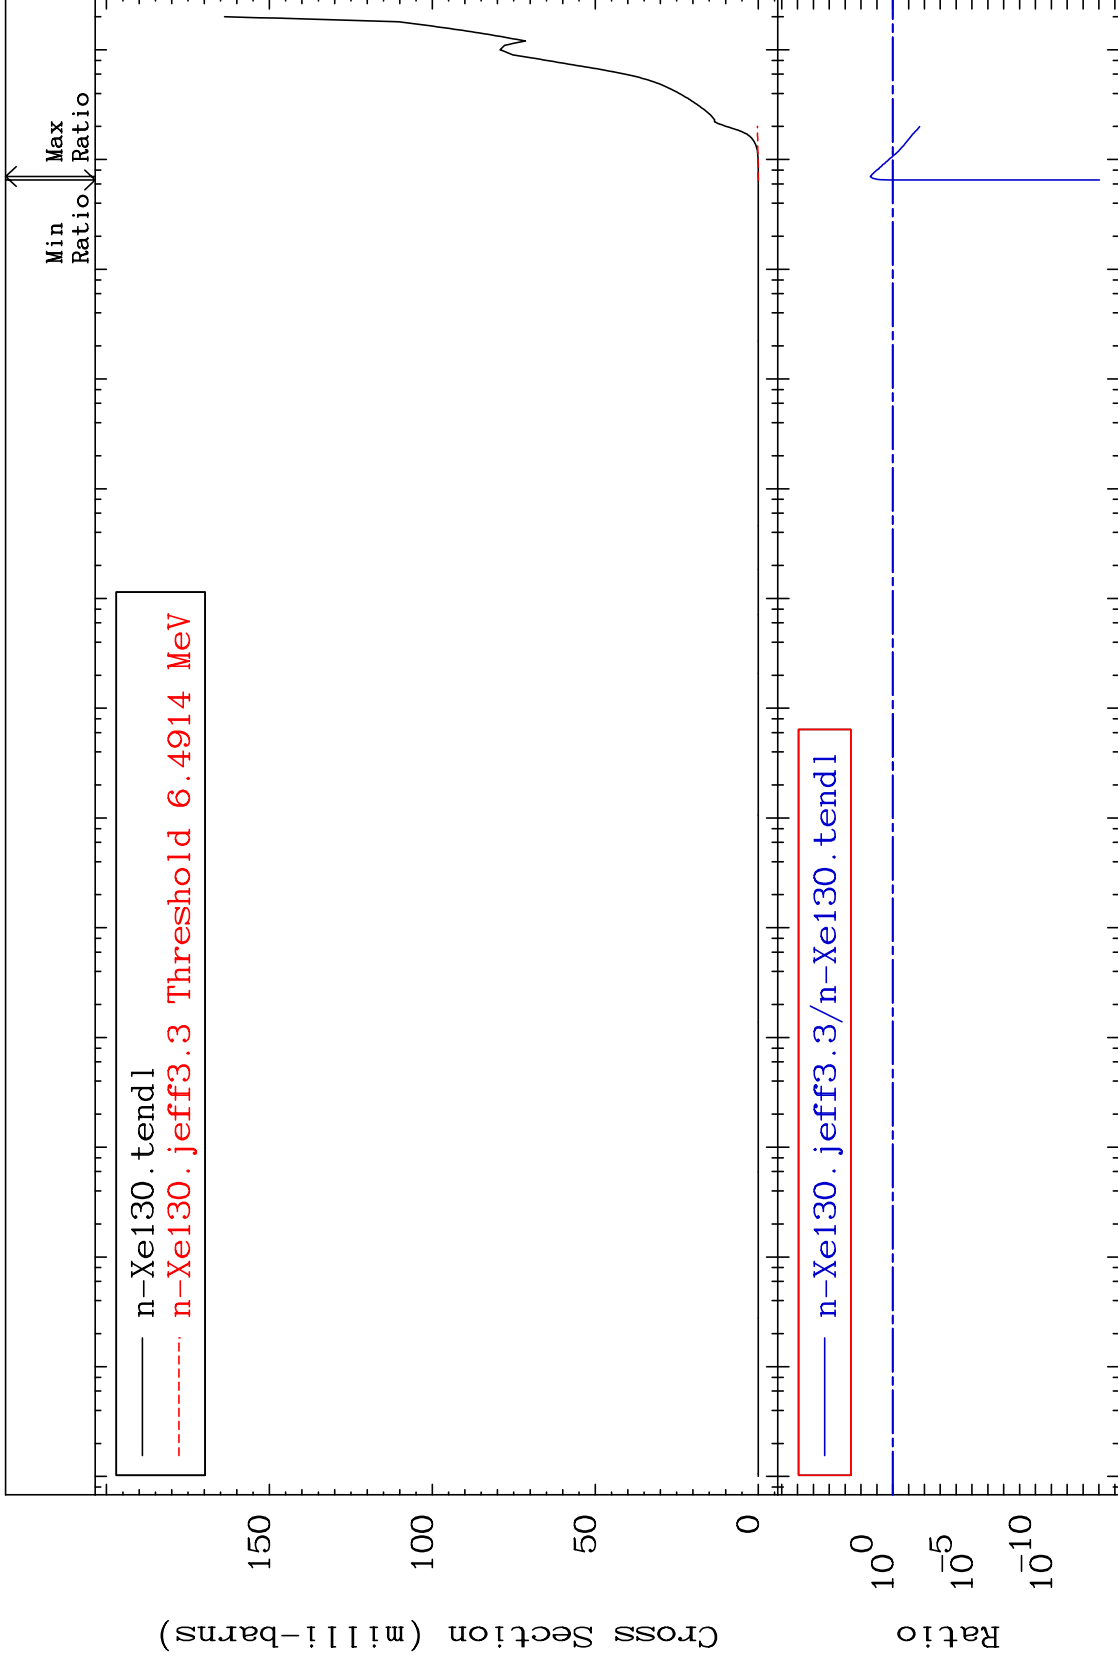 Min Max
Ratio Ratio
n-Xe130.tendl
n-Xe130.jeff3.3 Threshold 6.4914 MeV
150
100
50
0
Cross Section (milli-barns)
n-Xe130.jeff3.3/n-Xe130.tendl
10^0
10^-5
10^-10
Ratio